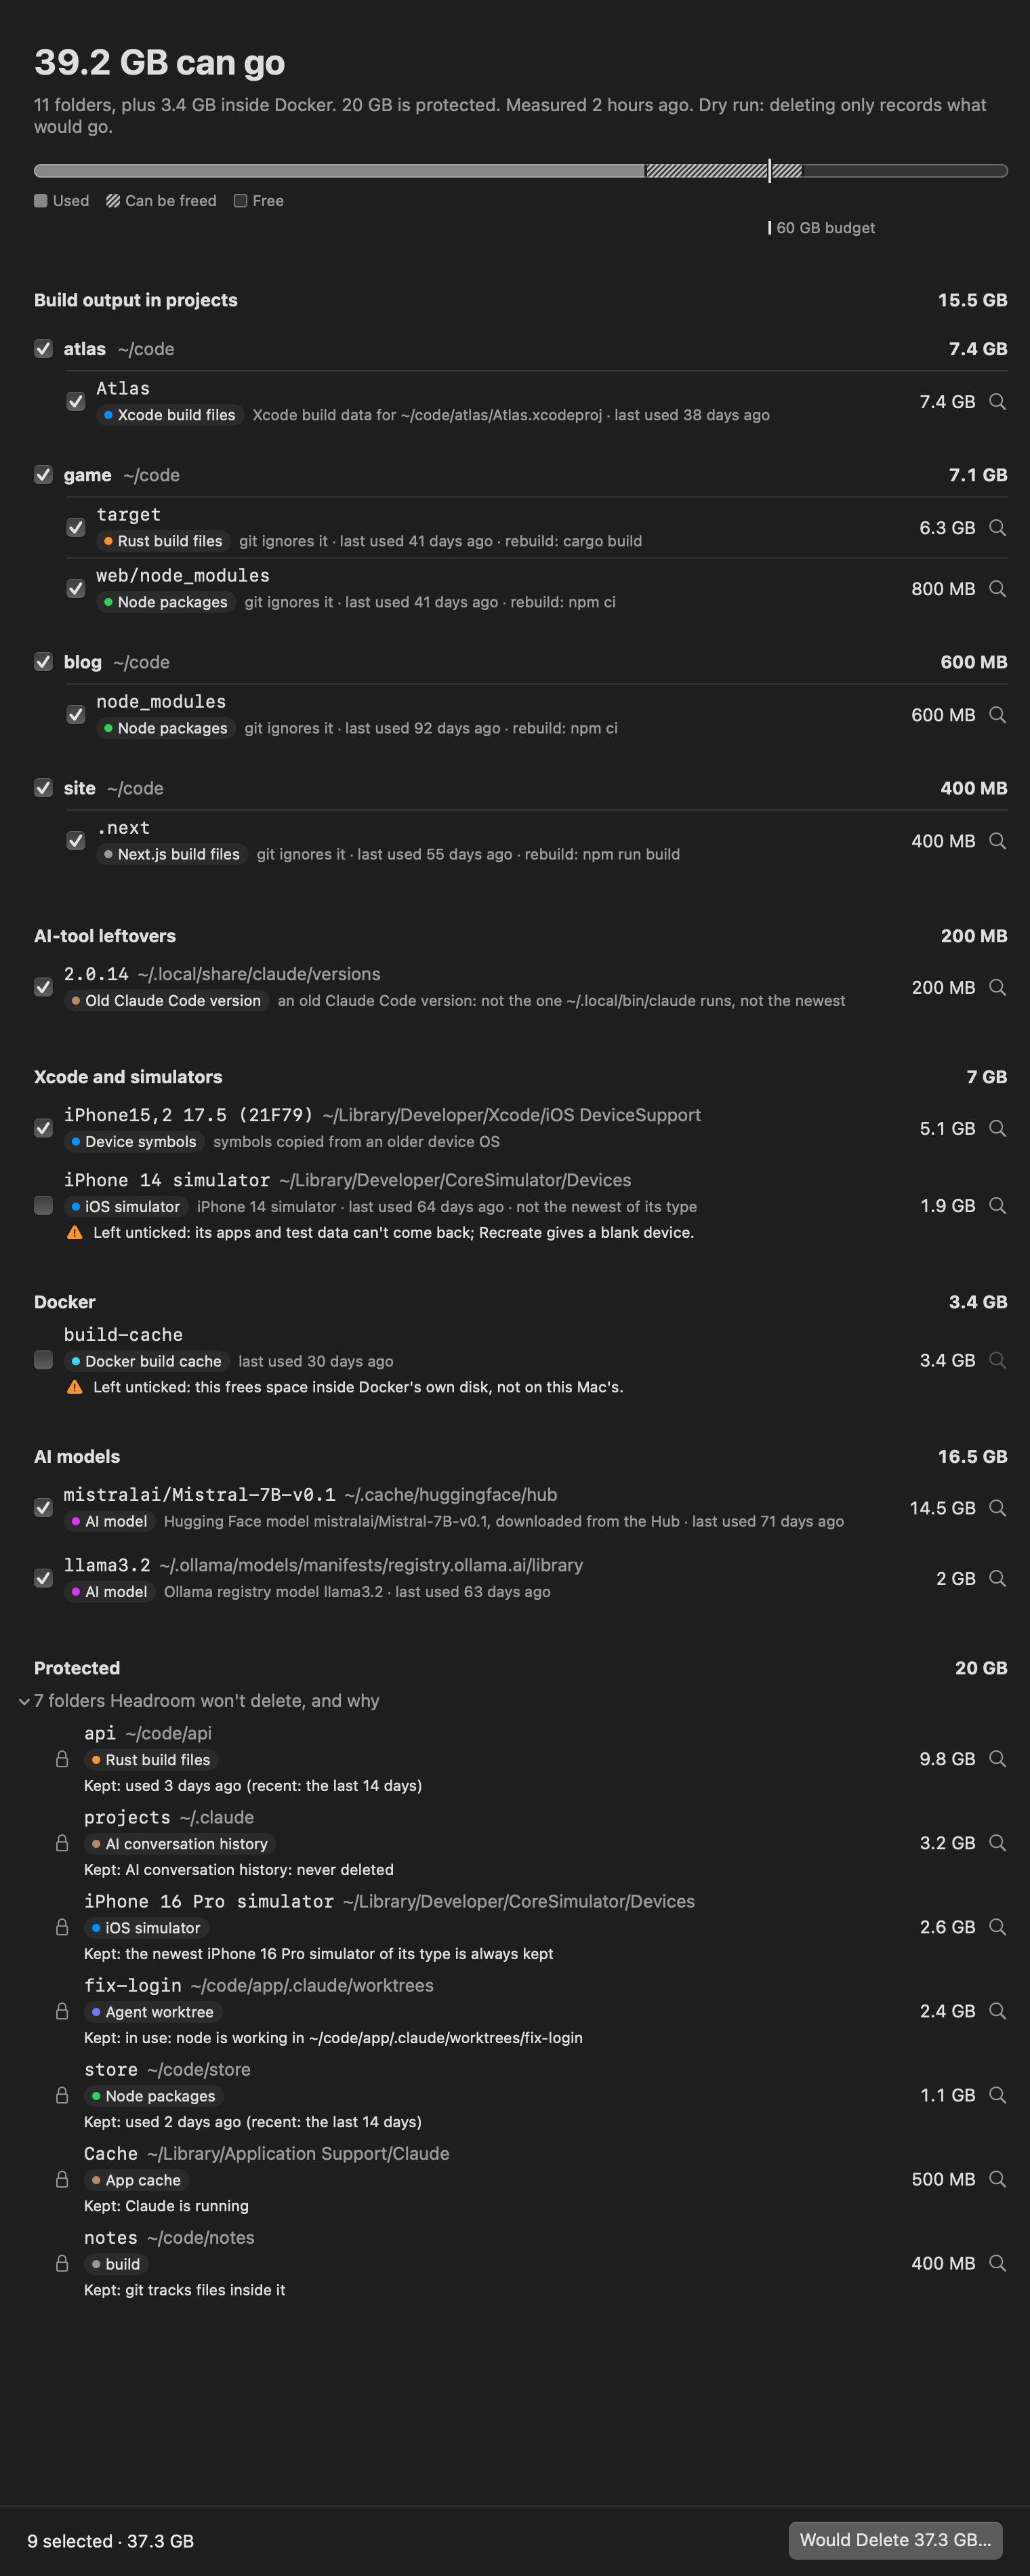 39.2 GB can go
11 folders, plus 3.4 GB inside Docker. 20 GB is protected. Measured 2 hours ago. Dry run: deleting only records what
would go.
Used Can be freed Free
60 GB budget
Build output in projects 15.5 GB
atlas ~/code 7.4 GB
Atlas
Xcode build files Xcode build data for ~/code/atlas/Atlas.xcodeproj · last used 38 days ago 7.4 GB
game ~/code 7.1 GB
target
Rust build files git ignores it · last used 41 days ago · rebuild: cargo build 6.3 GB
web/node_modules
Node packages git ignores it · last used 41 days ago · rebuild: npm ci 800 MB
blog ~/code 600 MB
node_modules
Node packages git ignores it · last used 92 days ago · rebuild: npm ci 600 MB
site ~/code 400 MB
.next
Next.js build files git ignores it · last used 55 days ago · rebuild: npm run build 400 MB
AI-tool leftovers 200 MB
2.0.14 ~/.local/share/claude/versions
Old Claude Code version an old Claude Code version: not the one ~/.local/bin/claude runs, not the newest 200 MB
Xcode and simulators 7 GB
iPhone15,2 17.5 (21F79) ~/Library/Developer/Xcode/iOS DeviceSupport
Device symbols symbols copied from an older device OS 5.1 GB
iPhone 14 simulator ~/Library/Developer/CoreSimulator/Devices
iOS simulator iPhone 14 simulator · last used 64 days ago · not the newest of its type 1.9 GB
Left unticked: its apps and test data can't come back; Recreate gives a blank device.
Docker 3.4 GB
build-cache
Docker build cache last used 30 days ago 3.4 GB
Left unticked: this frees space inside Docker's own disk, not on this Mac's.
AI models 16.5 GB
mistralai/Mistral-7B-v0.1 ~/.cache/huggingface/hub
AI model Hugging Face model mistralai/Mistral-7B-v0.1, downloaded from the Hub · last used 71 days ago 14.5 GB
llama3.2 ~/.ollama/models/manifests/registry.ollama.ai/library
AI model Ollama registry model llama3.2 · last used 63 days ago 2 GB
Protected 20 GB
7 folders Headroom won't delete, and why
api ~/code/api
Rust build files 9.8 GB
Kept: used 3 days ago (recent: the last 14 days)
projects ~/.claude
AI conversation history 3.2 GB
Kept: AI conversation history: never deleted
iPhone 16 Pro simulator ~/Library/Developer/CoreSimulator/Devices
iOS simulator 2.6 GB
Kept: the newest iPhone 16 Pro simulator of its type is always kept
fix-login ~/code/app/.claude/worktrees
Agent worktree 2.4 GB
Kept: in use: node is working in ~/code/app/.claude/worktrees/fix-login
store ~/code/store
Node packages 1.1 GB
Kept: used 2 days ago (recent: the last 14 days)
Cache ~/Library/Application Support/Claude
App cache 500 MB
Kept: Claude is running
notes ~/code/notes
build 400 MB
Kept: git tracks files inside it
9 selected · 37.3 GB Would Delete 37.3 GB...